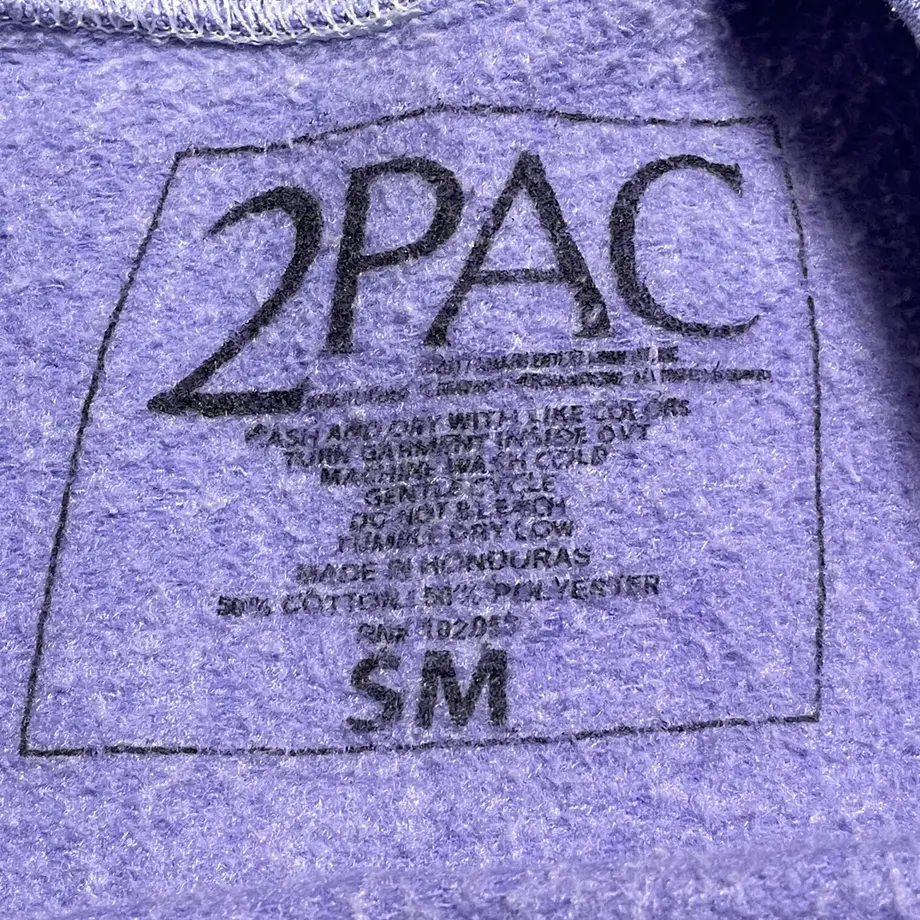 2PAC
WASH AND DRY WITH LIKE COLORS
TURN GARMENT INSIDE OUT
MACHINE WASH COLD
GENTLE CYCLE
DO NOT BLEACH
TUMBLE DRY LOW
MADE IN HONDURAS
50% COTTON / 50% POLYESTER
SM